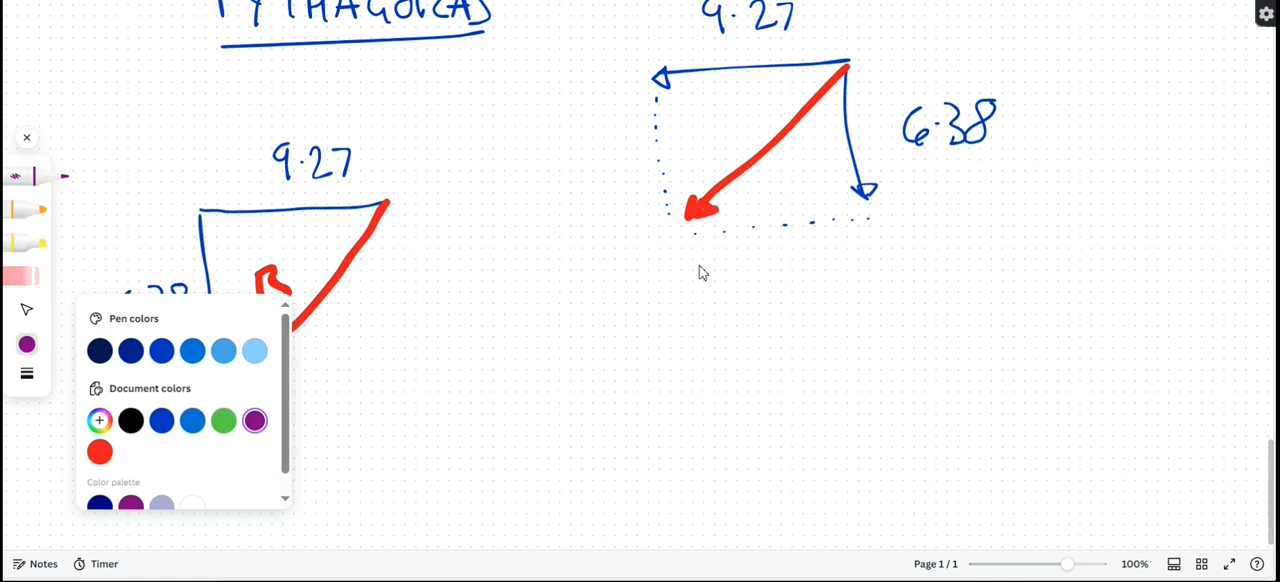 PYTHAGORAS
9.27
6.38
9.27
R
Pen colors
Document colors
Color palette
Notes
Timer
Page 1 / 1
100%